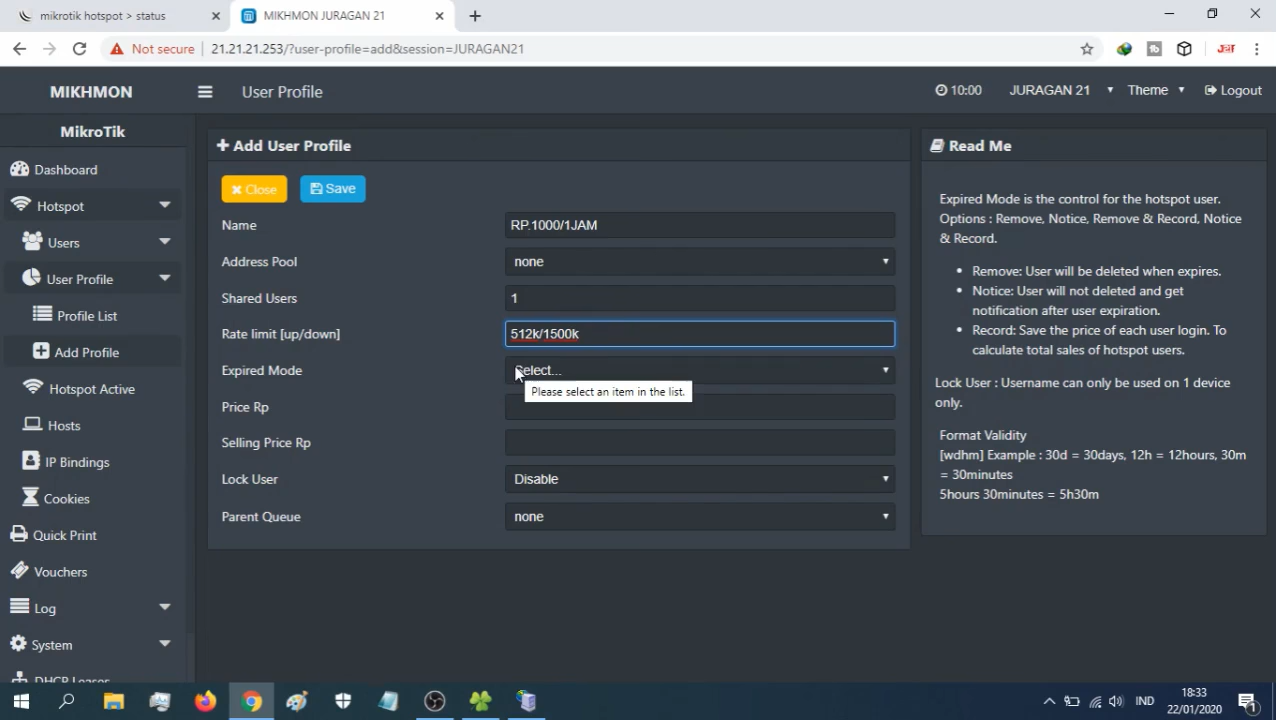 mikrotik hotspot > status
MIKHMON JURAGAN 21
Not secure
21.21.21.253/?user-profile=add&session=JURAGAN21
MIKHMON
User Profile
10:00
JURAGAN 21
Theme
Logout
MikroTik
Dashboard
Hotspot
Users
User Profile
Profile List
Add Profile
Hotspot Active
Hosts
IP Bindings
Cookies
Quick Print
Vouchers
Log
System
DHCP Leases
Add User Profile
Close
Save
Name
RP.1000/1JAM
Address Pool
none
Shared Users
1
Rate limit [up/down]
512k/1500k
Expired Mode
Select...
Please select an item in the list.
Price Rp
Selling Price Rp
Lock User
Disable
Parent Queue
none
Read Me
Expired Mode is the control for the hotspot user.
Options : Remove, Notice, Remove & Record, Notice
& Record.
• Remove: User will be deleted when expires.
• Notice: User will not deleted and get
notification after user expiration.
• Record: Save the price of each user login. To
calculate total sales of hotspot users.
Lock User : Username can only be used on 1 device
only.
Format Validity
[wdhm] Example : 30d = 30days, 12h = 12hours, 30m
= 30minutes
5hours 30minutes = 5h30m
IND
18:33
22/01/2020
1